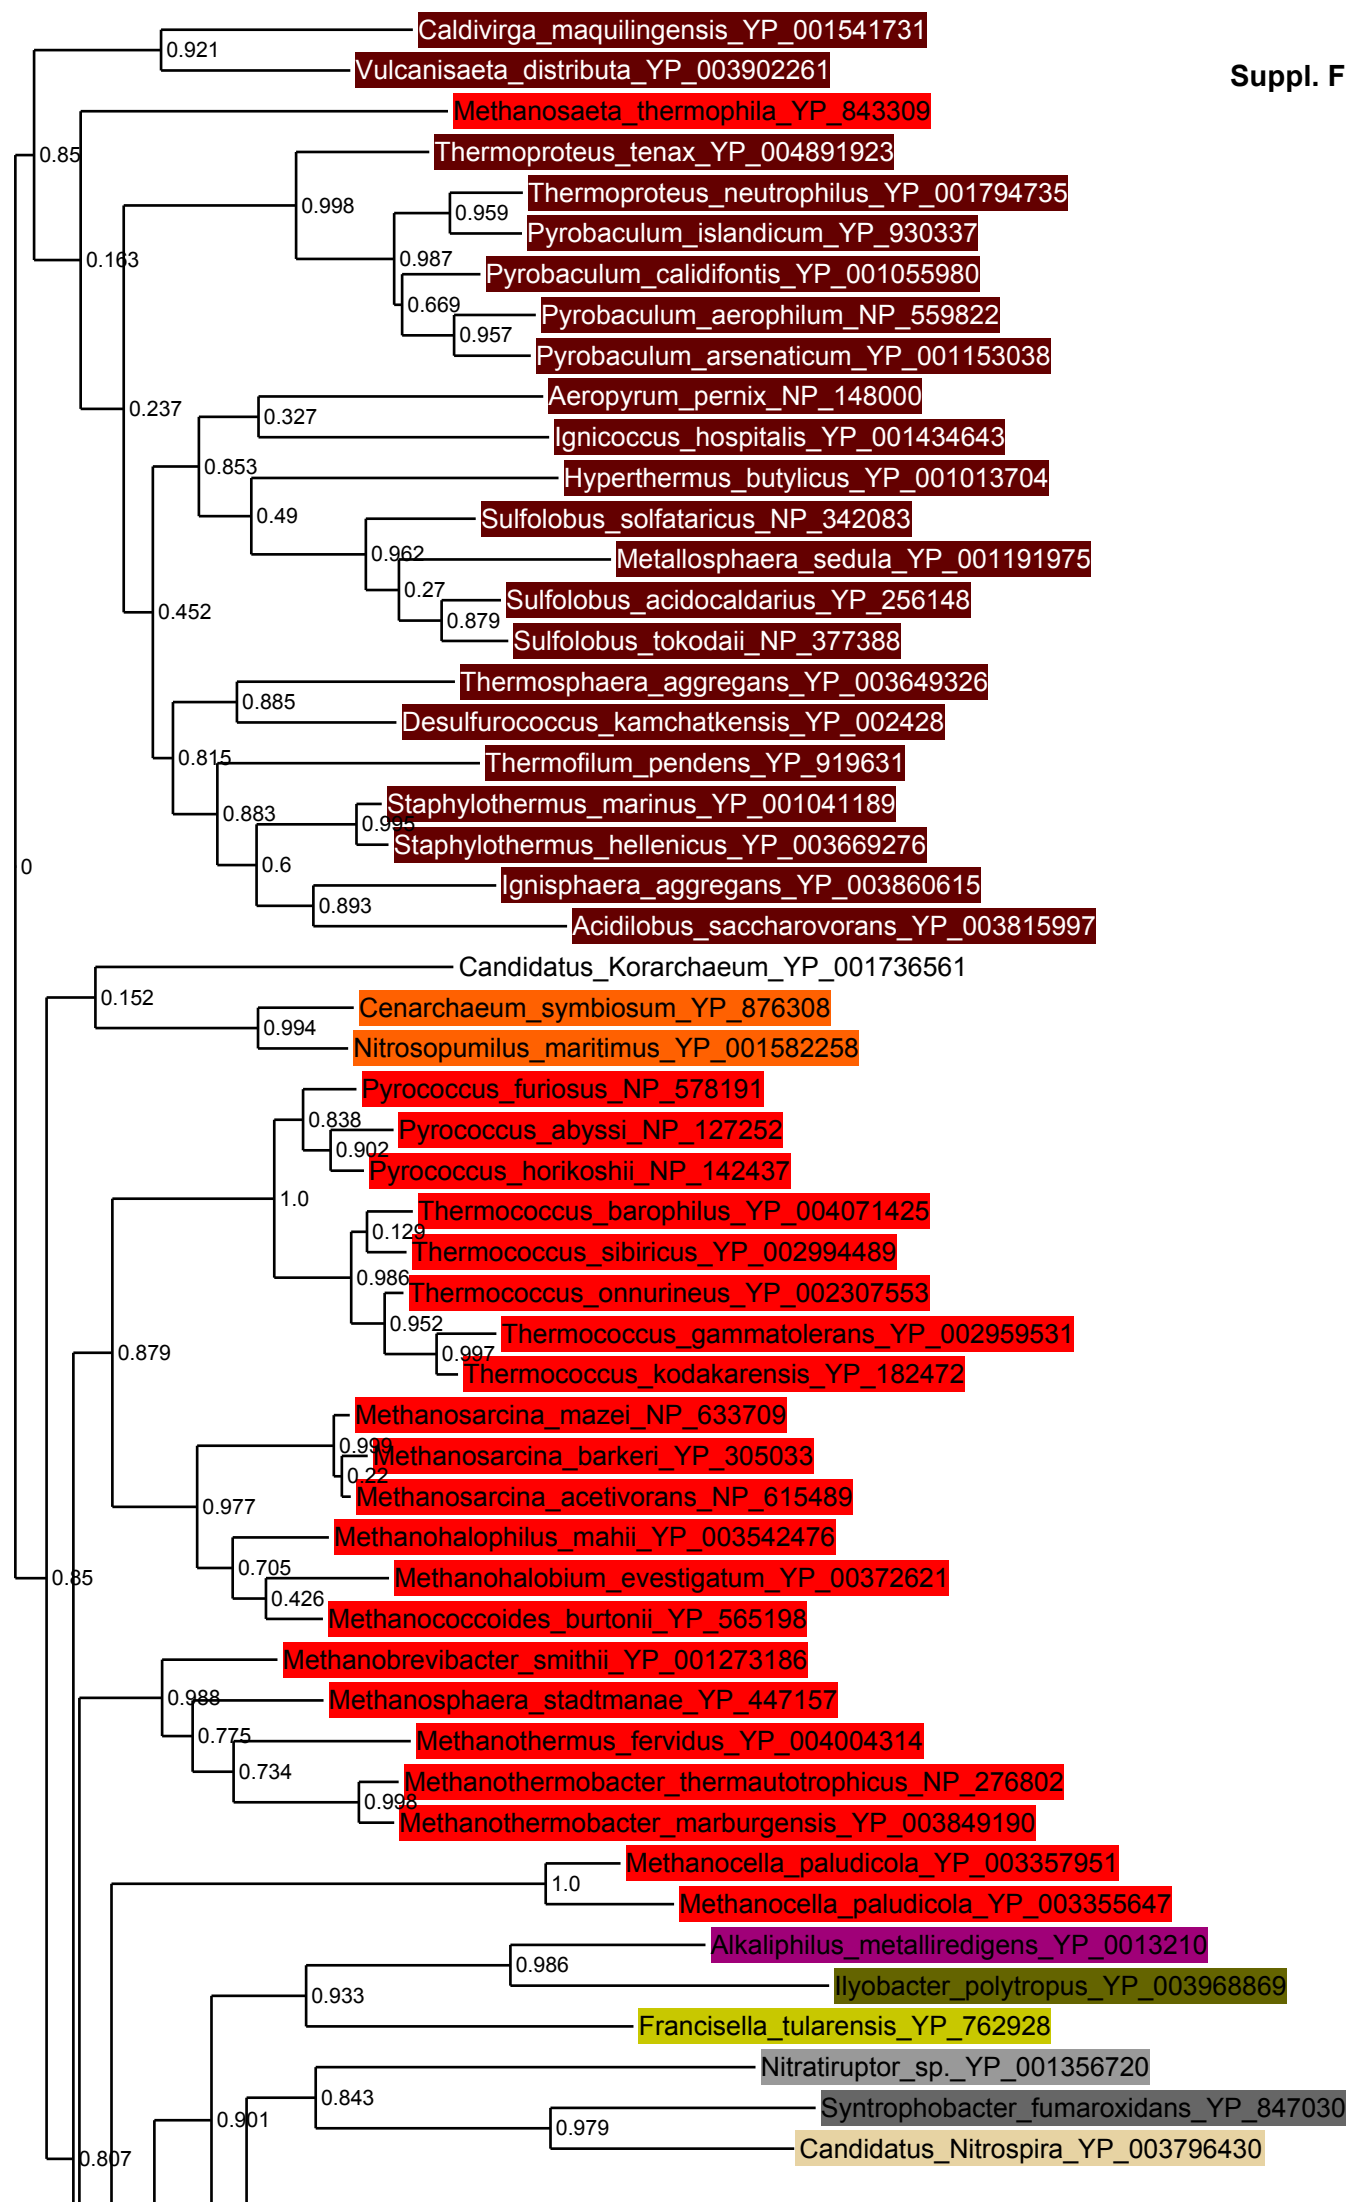 Caldivirga_maquilingensis_YP_001541731
0.921
Vulcanisaeta_distributa_YP_003902261
Suppl. F
Methanosaeta_thermophila_YP_843309
0.85
Thermoproteus_tenax_YP_004891923
Thermoproteus_neutrophilus_YP_001794735
0.998
0.959
Pyrobaculum_islandicum_YP_930337
0.163
0.987
Pyrobaculum_calidifontis_YP_001055980
0.669
Pyrobaculum_aerophilum_NP_559822
0.957
Pyrobaculum_arsenaticum_YP_001153038
Aeropyrum_pernix_NP_148000
0.237
0.327
Ignicoccus_hospitalis_YP_001434643
0.853
Hyperthermus_butylicus_YP_001013704
0.49
Sulfolobus_solfataricus_NP_342083
0.962
Metallosphaera_sedula_YP_001191975
0.27
Sulfolobus_acidocaldarius_YP_256148
0.452
0.879
Sulfolobus_tokodaii_NP_377388
Thermosphaera_aggregans_YP_003649326
0.885
Desulfurococcus_kamchatkensis_YP_002428
0.815
Thermofilum_pendens_YP_919631
Staphylothermus_marinus_YP_001041189
0.883
0.995
Staphylothermus_hellenicus_YP_003669276
0
0.6
Ignisphaera_aggregans_YP_003860615
0.893
Acidilobus_saccharovorans_YP_003815997
Candidatus_Korarchaeum_YP_001736561
0.152
Cenarchaeum_symbiosum_YP_876308
0.994
Nitrosopumilus_maritimus_YP_001582258
Pyrococcus_furiosus_NP_578191
0.838
Pyrococcus_abyssi_NP_127252
0.902
Pyrococcus_horikoshii_NP_142437
1.0
Thermococcus_barophilus_YP_004071425
0.129
Thermococcus_sibiricus_YP_002994489
0.986
Thermococcus_onnurineus_YP_002307553
0.952
Thermococcus_gammatolerans_YP_002959531
0.879
0.997
Thermococcus_kodakarensis_YP_182472
Methanosarcina_mazei_NP_633709
0.999
Methanosarcina_barkeri_YP_305033
0.22
Methanosarcina_acetivorans_NP_615489
0.977
Methanohalophilus_mahii_YP_003542476
0.705
Methanohalobium_evestigatum_YP_00372621
0.85
0.426
Methanococcoides_burtonii_YP_565198
Methanobrevibacter_smithii_YP_001273186
0.988
Methanosphaera_stadtmanae_YP_447157
0.775
Methanothermus_fervidus_YP_004004314
0.734
Methanothermobacter_thermautotrophicus_NP_276802
0.998
Methanothermobacter_marburgensis_YP_003849190
Methanocella_paludicola_YP_003357951
1.0
Methanocella_paludicola_YP_003355647
Alkaliphilus_metalliredigens_YP_0013210
0.986
Ilyobacter_polytropus_YP_003968869
0.933
Francisella_tularensis_YP_762928
Nitratiruptor_sp._YP_001356720
0.843
Syntrophobacter_fumaroxidans_YP_847030
0.901
0.979
Candidatus_Nitrospira_YP_003796430
0.807